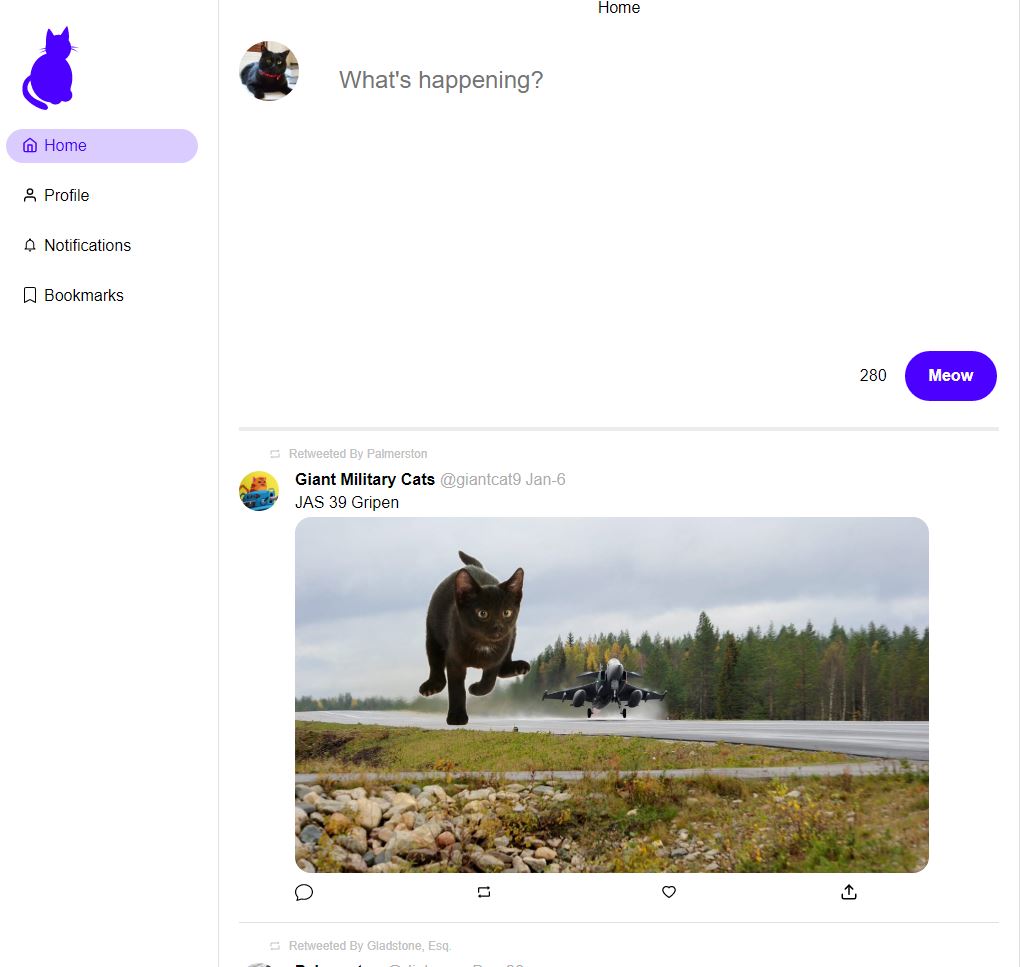 Home
What's happening?
Home
Profile
Notifications
Bookmarks
280
Meow
Retweeted By Palmerston
Giant Military Cats @giantcat9 Jan-6
JAS 39 Gripen
Retweeted By Gladstone, Esq.